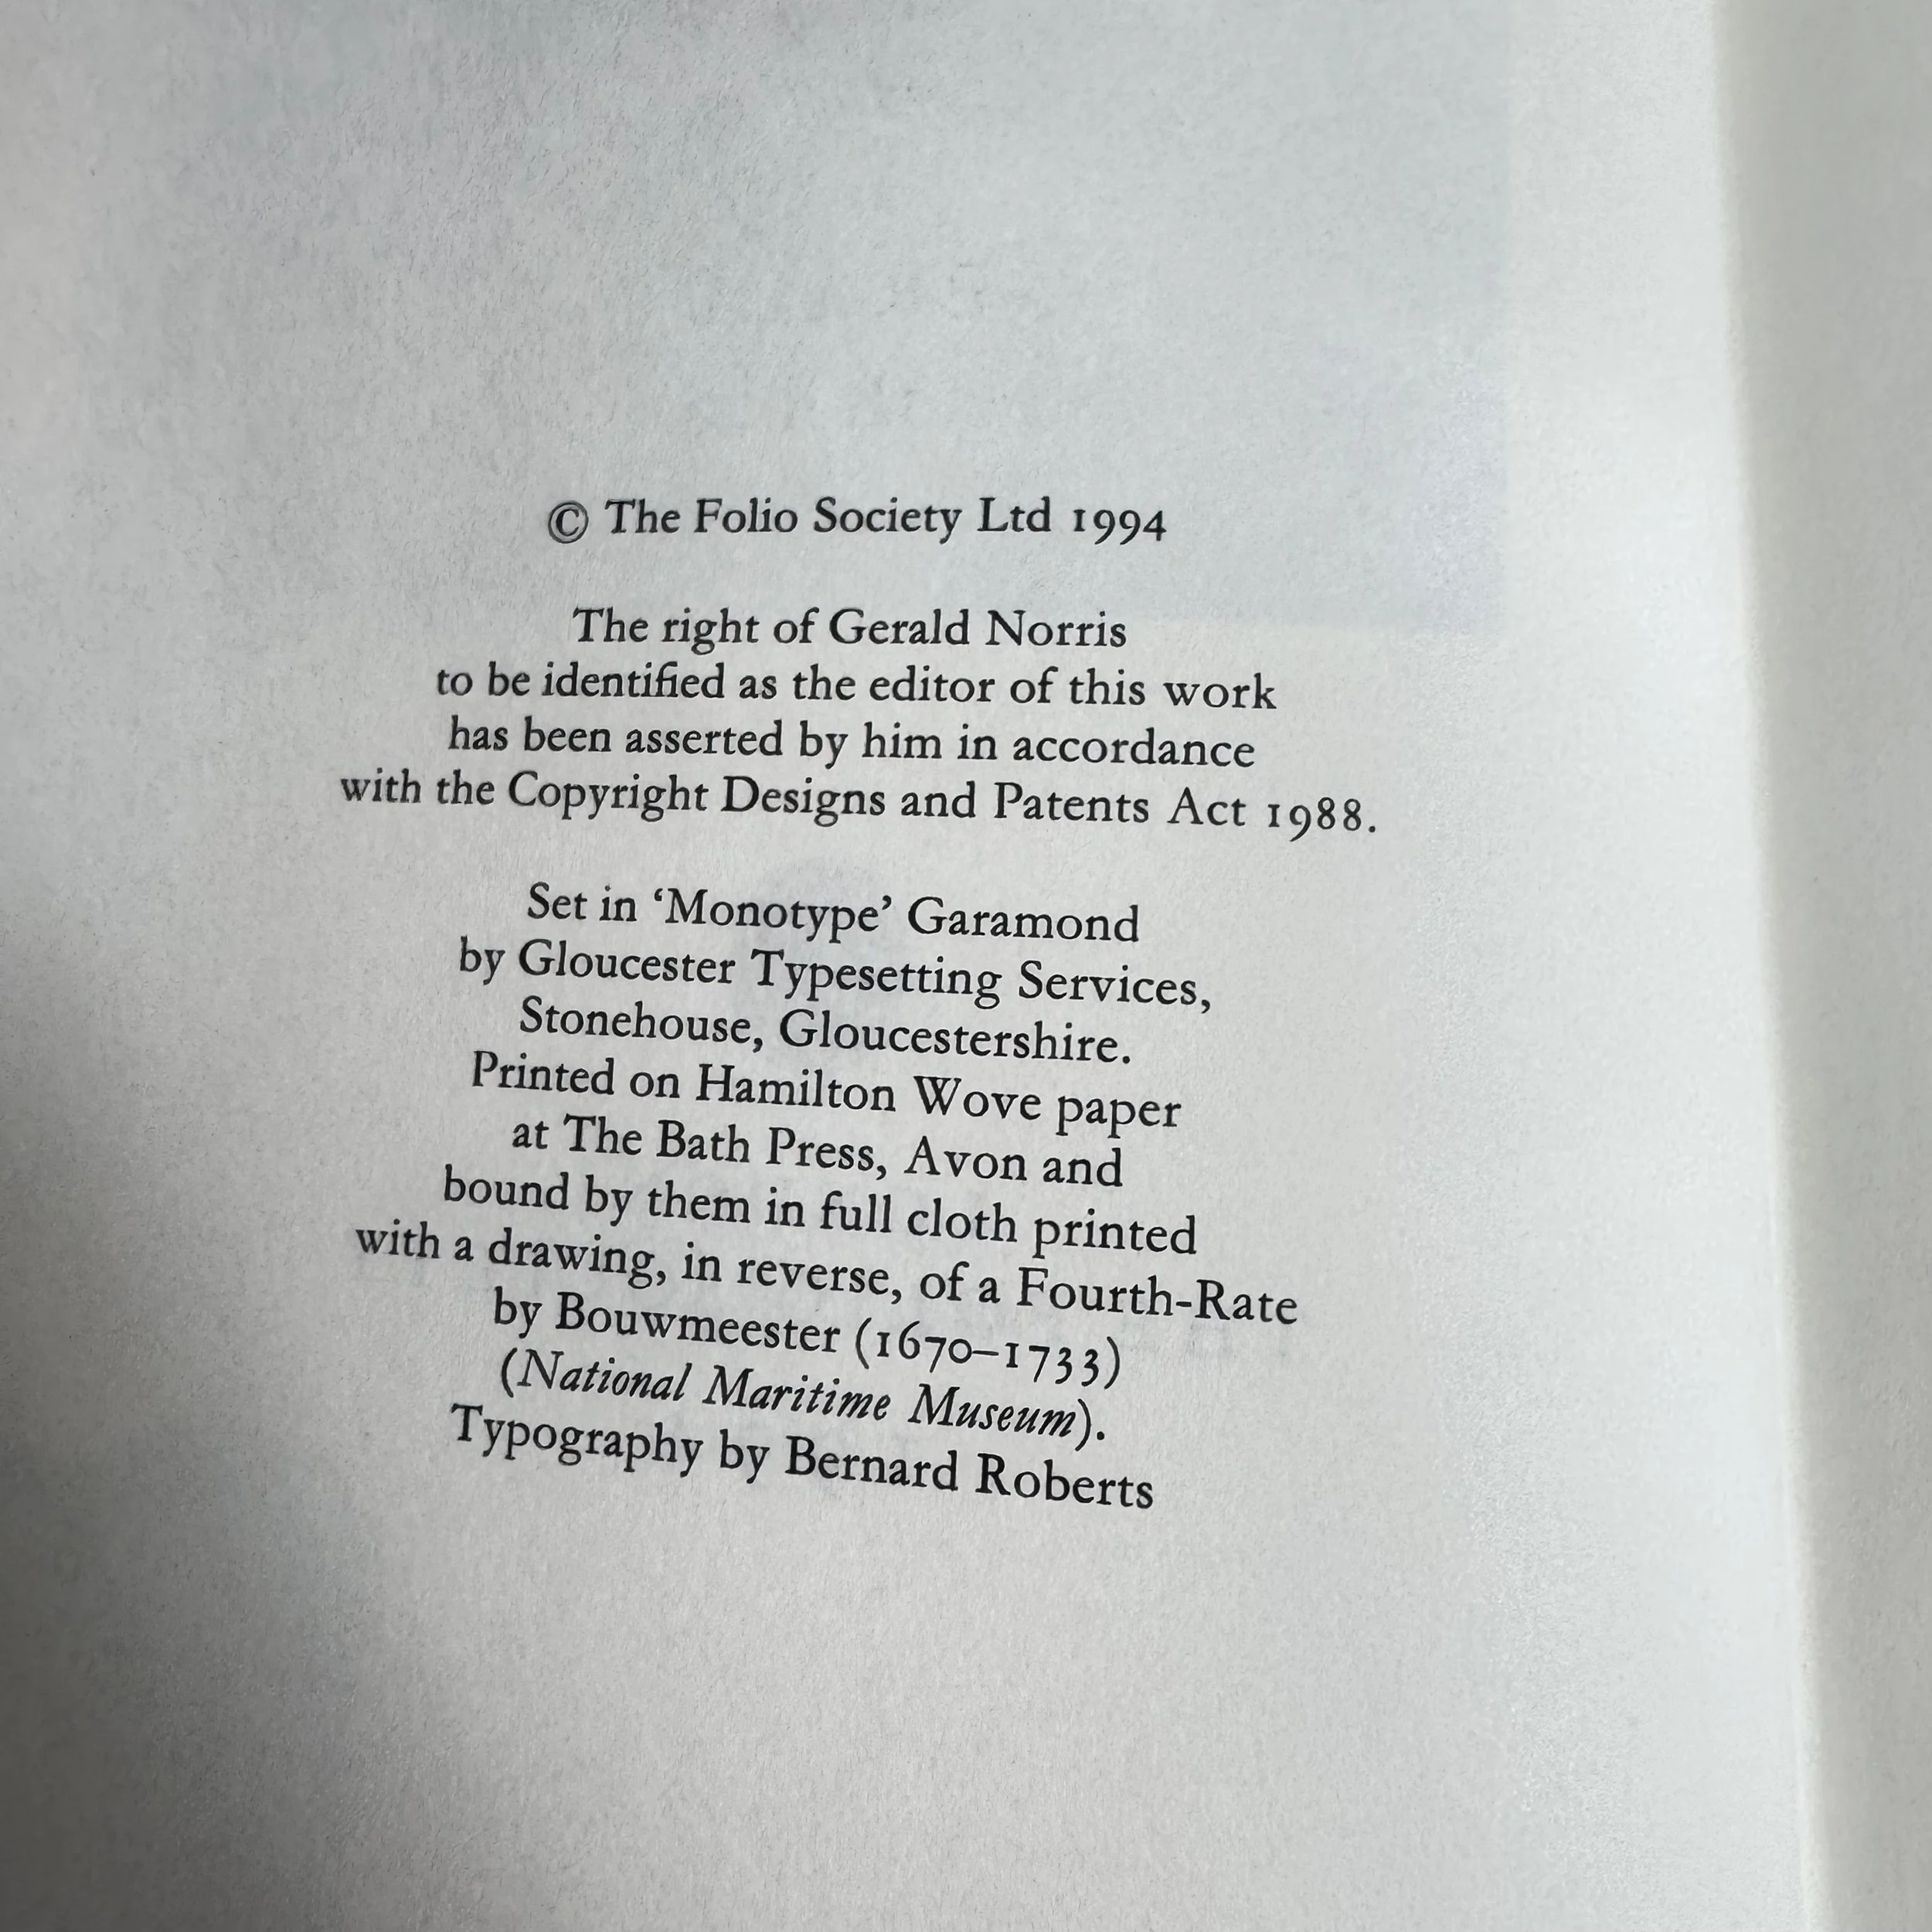 © The Folio Society Ltd 1994
The right of Gerald Norris
to be identified as the editor of this work
has been asserted by him in accordance
with the Copyright Designs and Patents Act 1988.
Set in ‘Monotype’ Garamond
by Gloucester Typesetting Services,
Stonehouse, Gloucestershire.
Printed on Hamilton Wove paper
at The Bath Press, Avon and
bound by them in full cloth printed
with a drawing, in reverse, of a Fourth-Rate
by Bouwmeester (1670–1733)
(National Maritime Museum).
Typography by Bernard Roberts